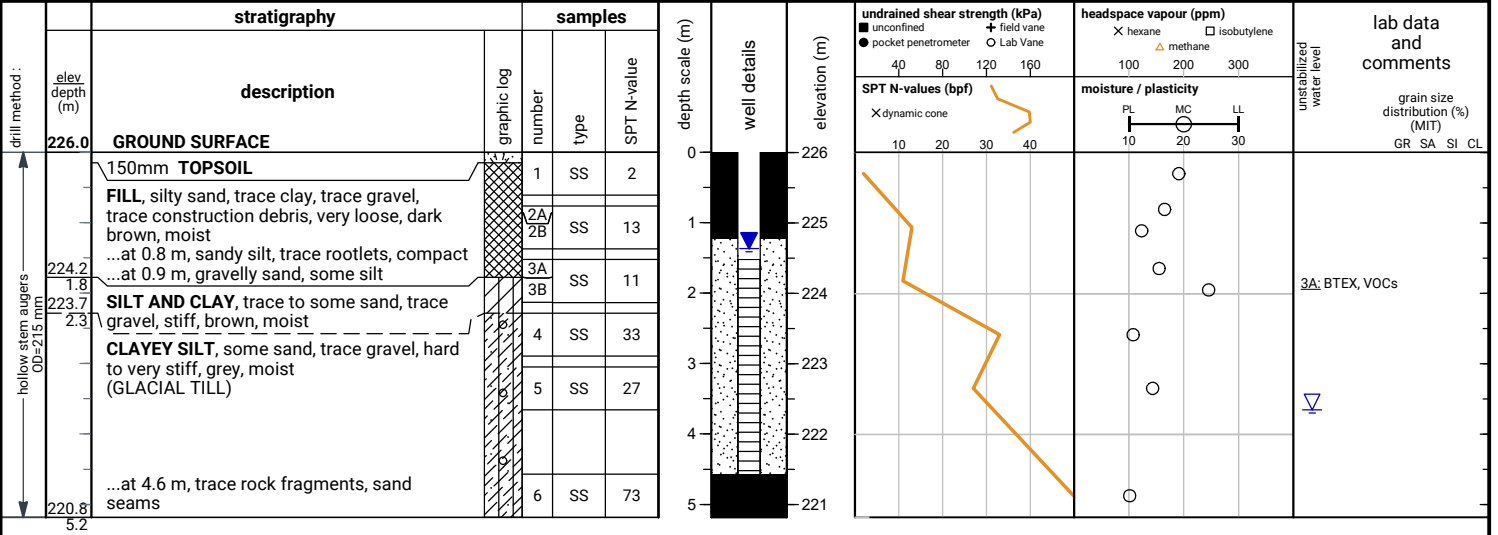 stratigraphy
samples
drill method :
elev
depth
(m)
description
graphic log
number
type
SPT N-value
depth scale (m)
well details
elevation (m)
undrained shear strength (kPa)
unconfined
field vane
pocket penetrometer
Lab Vane
40 80 120 160
SPT N-values (bpf)
dynamic cone
10 20 30 40
headspace vapour (ppm)
hexane
isobutylene
methane
100 200 300
moisture / plasticity
PL MC LL
10 20 30
unstabilized
water level
lab data
and
comments
grain size
distribution (%)
(MIT)
GR SA SI CL
226.0 GROUND SURFACE
hollow stem augers
OD=215 mm
150mm TOPSOIL
FILL, silty sand, trace clay, trace gravel,
trace construction debris, very loose, dark
brown, moist
...at 0.8 m, sandy silt, trace rootlets, compact
...at 0.9 m, gravelly sand, some silt
224.2
1.8
SILT AND CLAY, trace to some sand, trace
gravel, stiff, brown, moist
223.7
2.3
CLAYEY SILT, some sand, trace gravel, hard
to very stiff, grey, moist
(GLACIAL TILL)
...at 4.6 m, trace rock fragments, sand
seams
220.8
5.2
1 SS 2
2A
2B SS 13
3A
3B SS 11
4 SS 33
5 SS 27
6 SS 73
0
1
2
3
4
5
226
225
224
223
222
221
3A: BTEX, VOCs